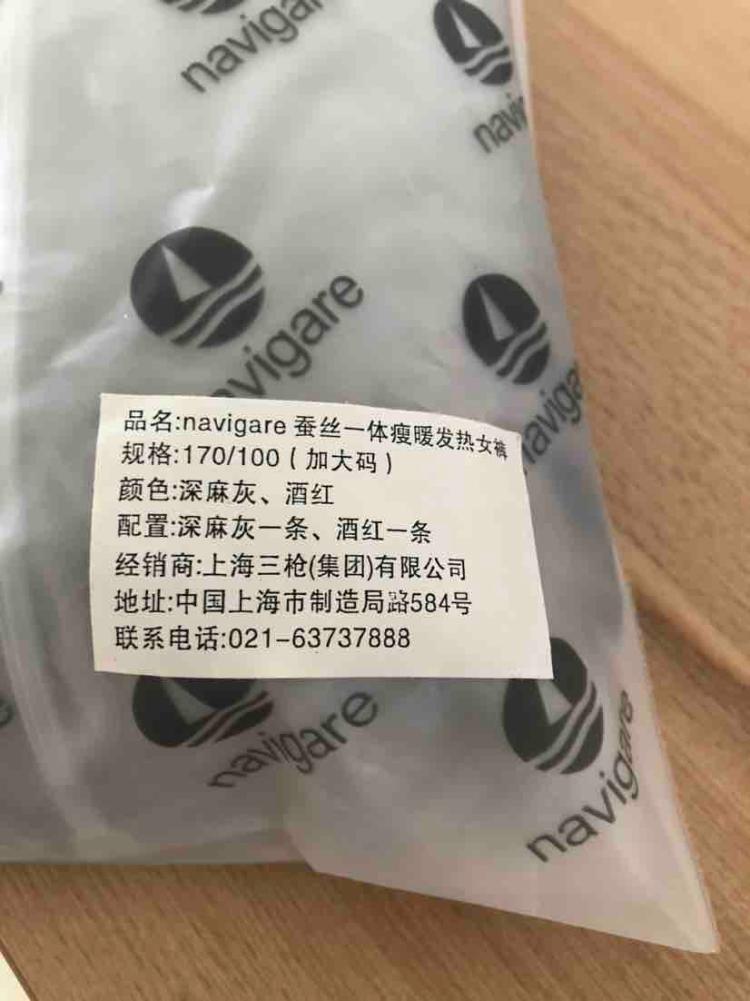 naviga
navi
navigare
naviga
品名:navigare 蚕丝一体瘦暖发热女裤
规格:170/100（加大码）
颜色:深麻灰、酒红
配置:深麻灰一条、酒红一条
经销商:上海三枪(集团)有限公司
地址:中国上海市制造局路584号
联系电话:021-63737888
navigare
navigare